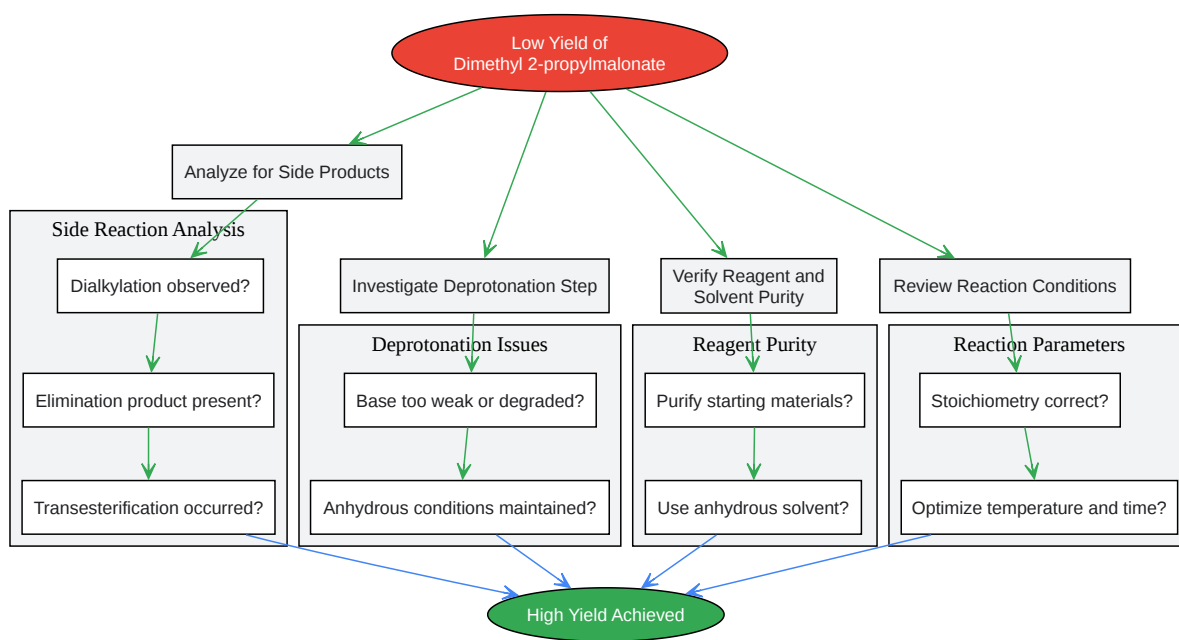 Low Yield of
Dimethyl 2-propylmalonate
Analyze for Side Products
Side Reaction Analysis
Dialkylation observed?
Elimination product present?
Transesterification occurred?
Investigate Deprotonation Step
Deprotonation Issues
Base too weak or degraded?
Anhydrous conditions maintained?
Verify Reagent and
Solvent Purity
Reagent Purity
Purify starting materials?
Use anhydrous solvent?
Review Reaction Conditions
Reaction Parameters
Stoichiometry correct?
Optimize temperature and time?
High Yield Achieved